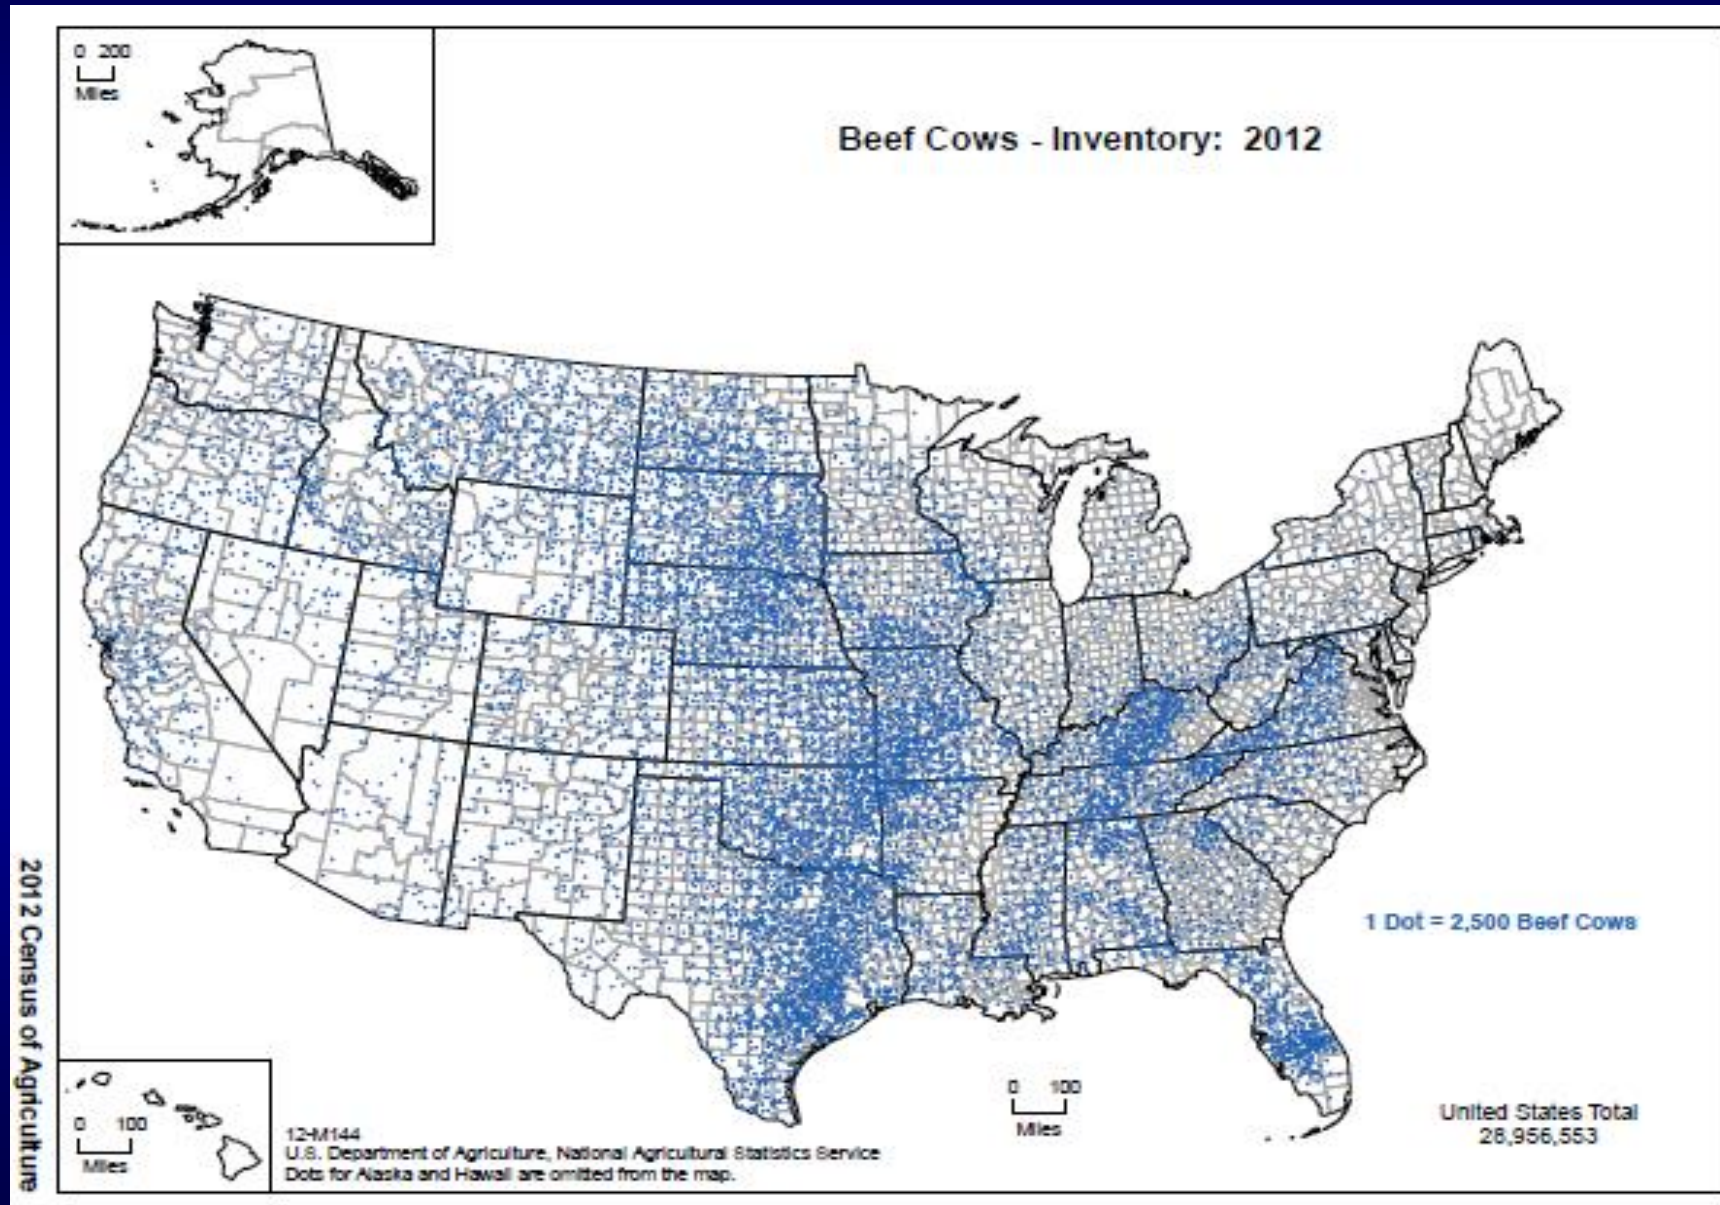 0 200
Miles
Beef Cows - Inventory: 2012
1 Dot = 2,500 Beef Cows
2012 Census of Agriculture
0 100
Miles
12-M144
U.S. Department of Agriculture, National Agricultural Statistics Service
Dots for Alaska and Hawaii are omitted from the map.
0 100
Miles
United States Total
28,956,553